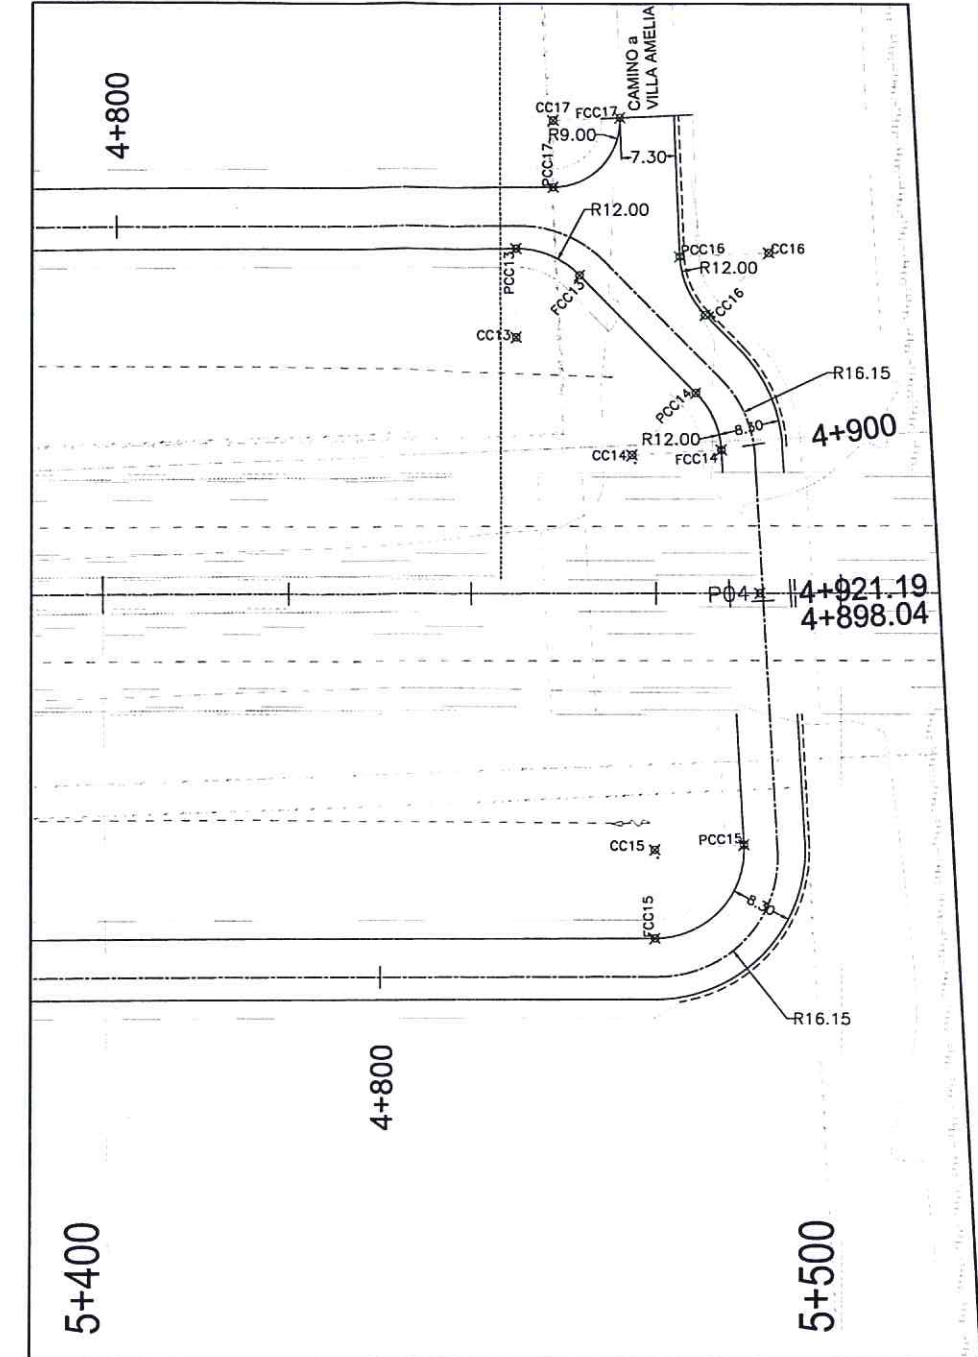 4+800
CAMINO a
VILLA AMELIA
CC17
FCC17
R9.00
PCC17
7.30
R12.00
PCC13
FCC13
CC13
PCC16
CC16
R12.00
CC16
R16.15
PCC14
R12.00
8.30
4+900
CC14
FCC14
P04
4+921.19
4+898.04
CC15
PCC15
FCC15
8.30
R16.15
4+800
5+400
5+500